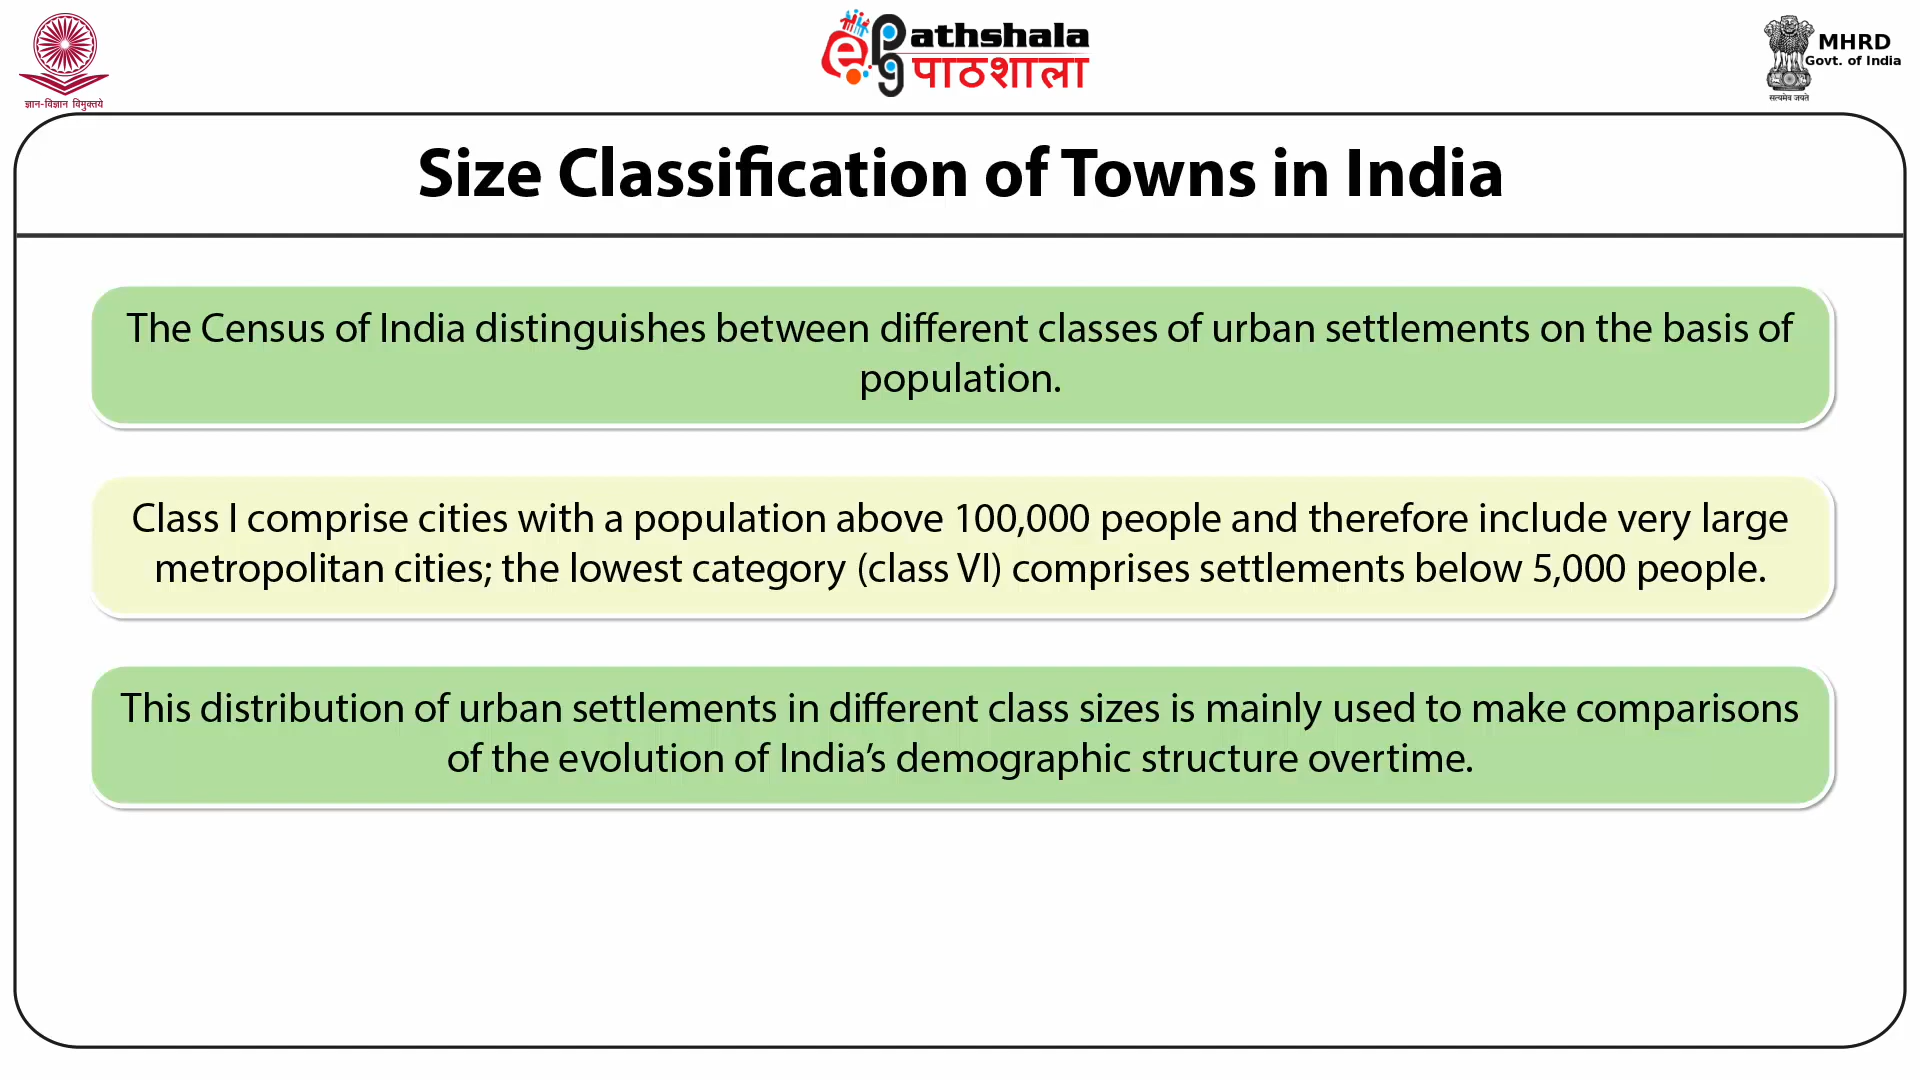 ज्ञान-विज्ञान विमुक्तये
e Pg
athshala
पाठशाला
MHRD
Govt. of India
सत्यमेव जयते
Size Classification of Towns in India
The Census of India distinguishes between different classes of urban settlements on the basis of
population.
Class I comprise cities with a population above 100,000 people and therefore include very large
metropolitan cities; the lowest category (class VI) comprises settlements below 5,000 people.
This distribution of urban settlements in different class sizes is mainly used to make comparisons
of the evolution of India’s demographic structure overtime.